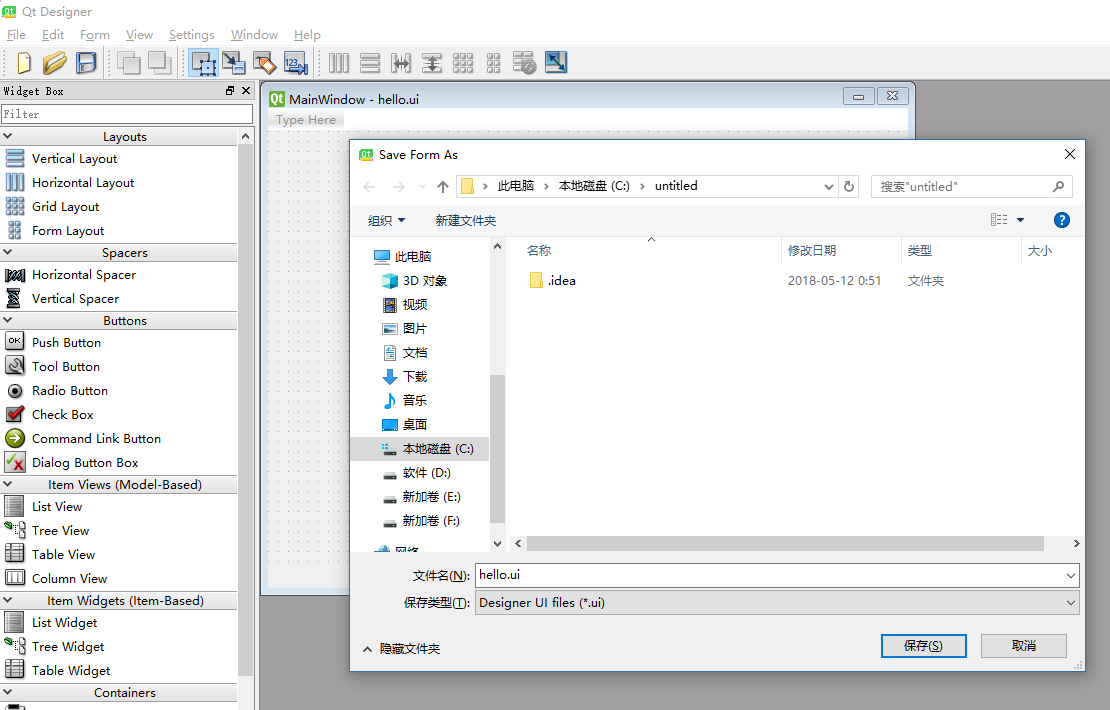 Qt Designer
File Edit Form View Settings Window Help
Widget Box
Filter
Layouts
Vertical Layout
Horizontal Layout
Grid Layout
Form Layout
Spacers
Horizontal Spacer
Vertical Spacer
Buttons
OK Push Button
Tool Button
Radio Button
Check Box
Command Link Button
Dialog Button Box
Item Views (Model-Based)
List View
Tree View
Table View
Column View
Item Widgets (Item-Based)
List Widget
Tree Widget
Table Widget
Containers
MainWindow - hello.ui
Type Here
Save Form As
此电脑 › 本地磁盘 (C:) › untitled
搜索"untitled"
组织 新建文件夹
此电脑
3D 对象
视频
图片
文档
下载
音乐
桌面
本地磁盘 (C:)
软件 (D:)
新加卷 (E:)
新加卷 (F:)
网络
名称 修改日期 类型 大小
.idea 2018-05-12 0:51 文件夹
文件名(N): hello.ui
保存类型(T): Designer UI files (*.ui)
隐藏文件夹 保存(S) 取消